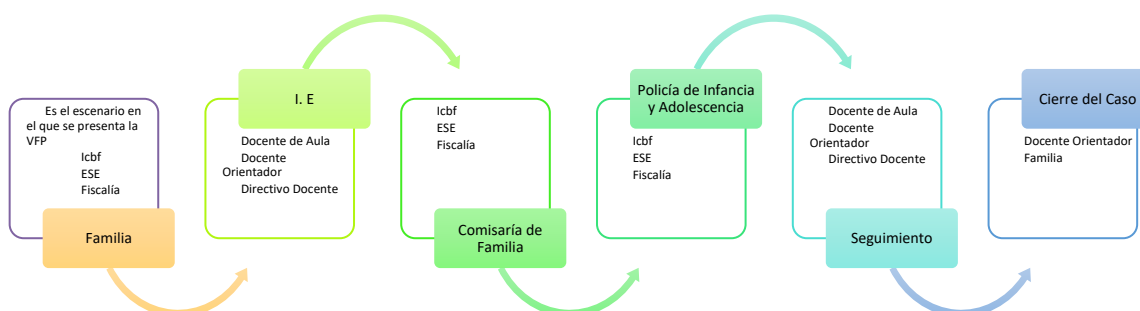 Es el escenario en
el que se presenta la
VFP
Icbf
ESE
Fiscalía
Familia
I. E
Docente de Aula
Docente
Orientador
Directivo Docente
Icbf
ESE
Fiscalía
Comisaría de
Familia
Policía de Infancia
y Adolescencia
Icbf
ESE
Fiscalía
Docente de Aula
Docente
Orientador
Directivo Docente
Seguimiento
Cierre del Caso
Docente Orientador
Familia